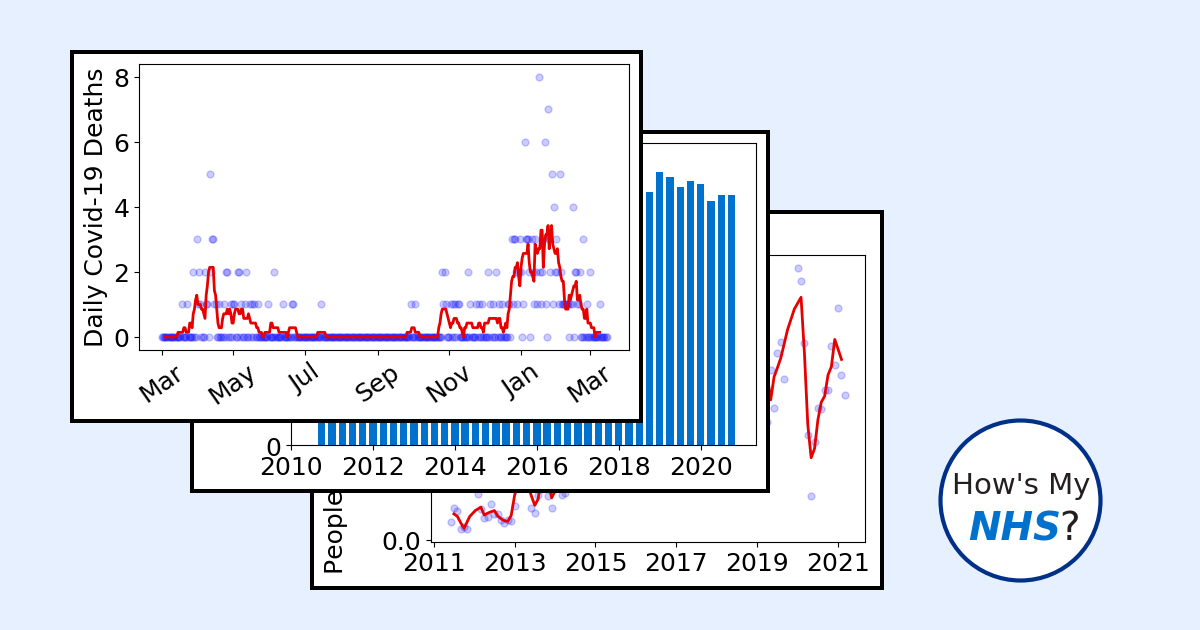 Daily Covid-19 Deaths
8
6
4
2
0
Mar May Jul Sep Nov Jan Mar
0
2010 2012 2014 2016 2018 2020
People
0.0
2011 2013 2015 2017 2019 2021
How's My
NHS?